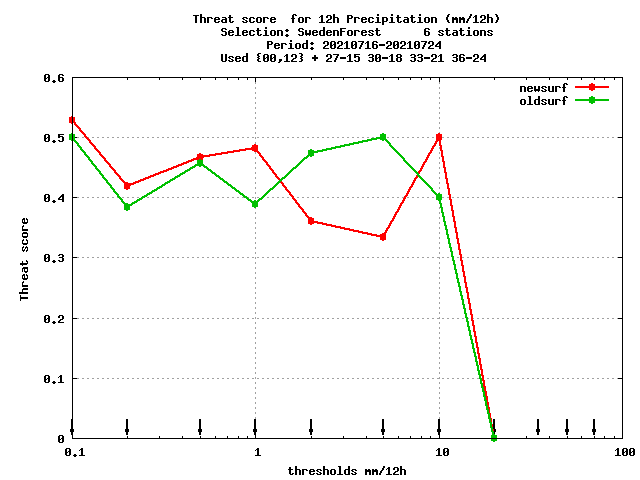 Threat score  for 12h Precipitation (mm/12h)
Selection: SwedenForest      6 stations
Period: 20210716-20210724
Used {00,12} + 27-15 30-18 33-21 36-24
newsurf
oldsurf
0.6
0.5
0.4
0.3
0.2
0.1
0
Threat score
0.1 1 10 100
thresholds mm/12h